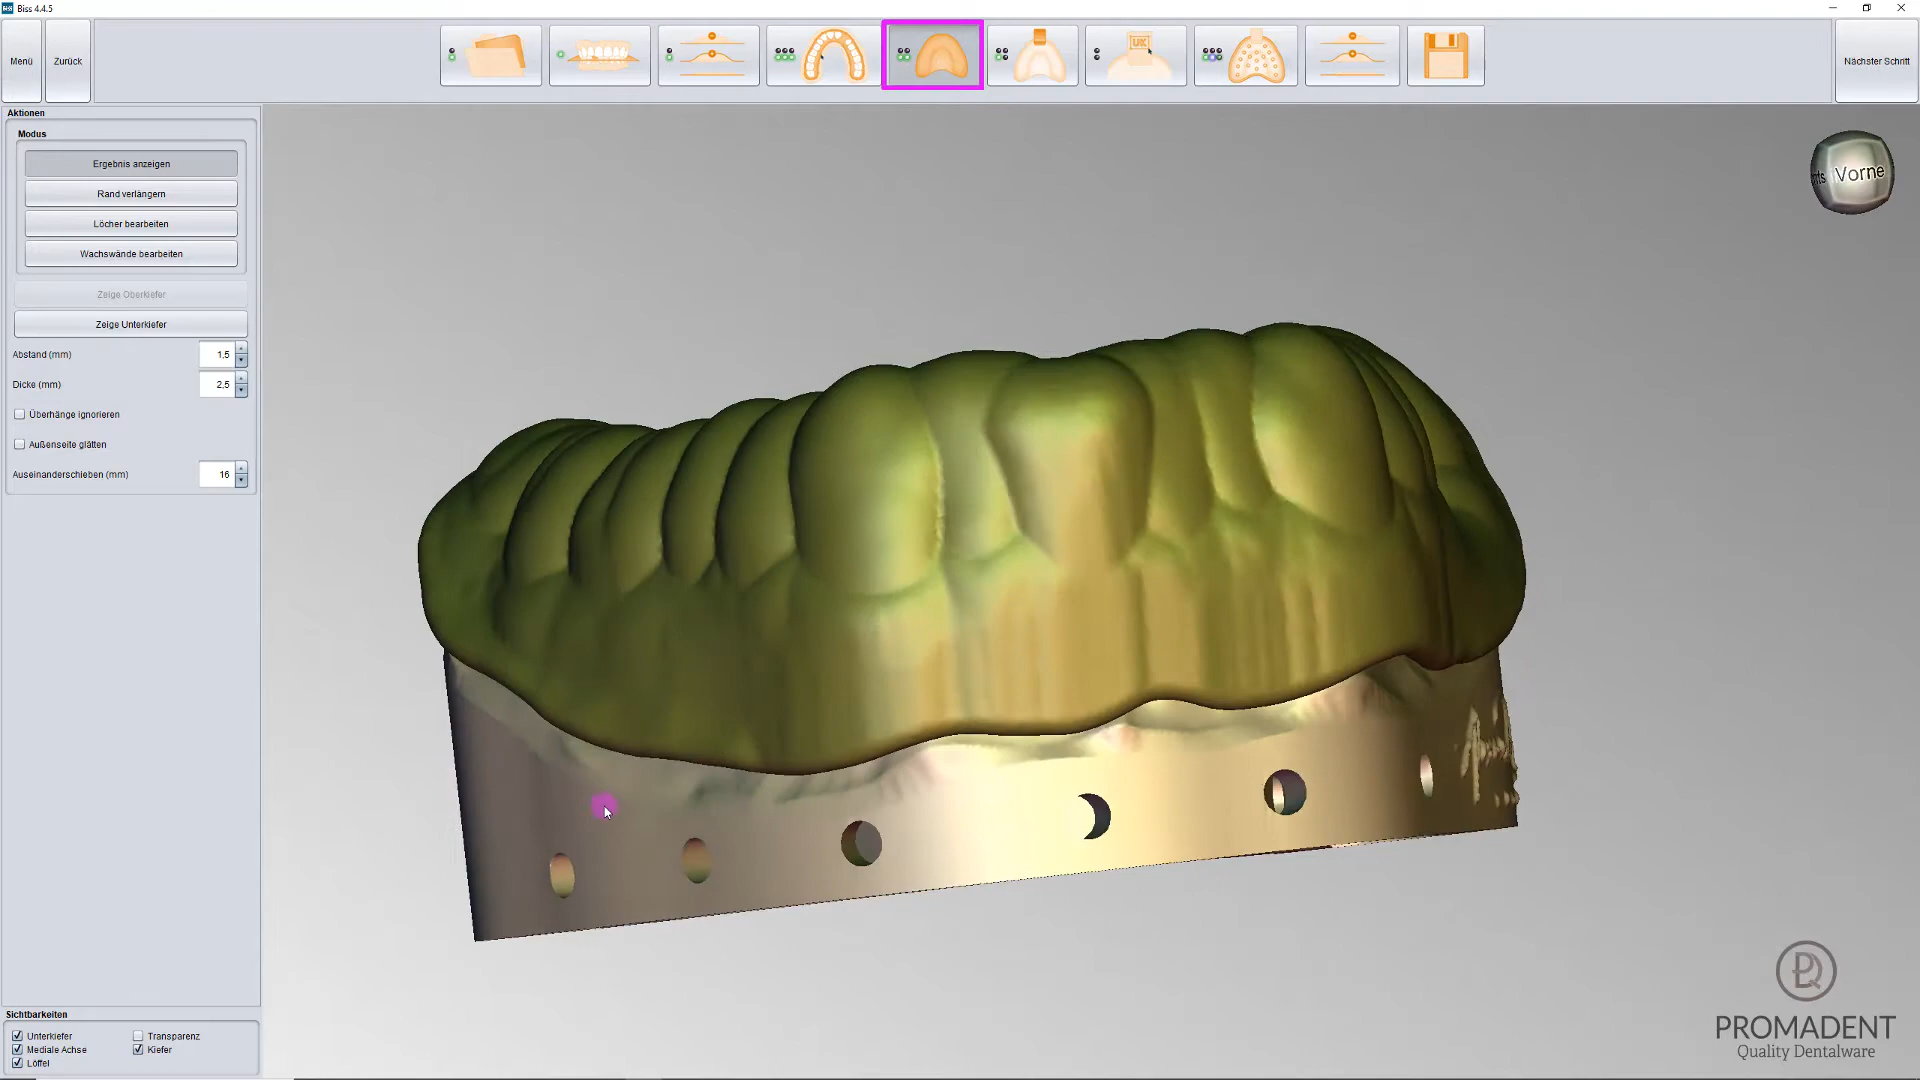 Biss 4.4.5
Menü
Zurück
UK
Nächster Schritt
Aktionen
Modus
Ergebnis anzeigen
Rand verlängern
Löcher bearbeiten
Wachswände bearbeiten
Zeige Oberkiefer
Zeige Unterkiefer
Abstand (mm) 1,5
Dicke (mm) 2,5
Überhänge ignorieren
Außenseite glätten
Auseinanderschieben (mm) 16
Vorne
Sichtbarkeiten
Unterkiefer Transparenz
Mediale Achse Kiefer
Löffel
PROMADENT
Quality Dentalware